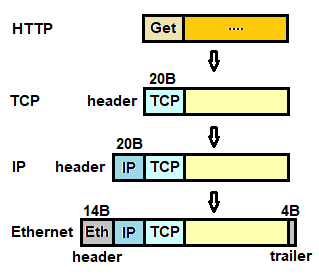 HTTP Get ....
20B
TCP header TCP
20B
IP header IP TCP
14B 4B
Ethernet Eth IP TCP
header trailer